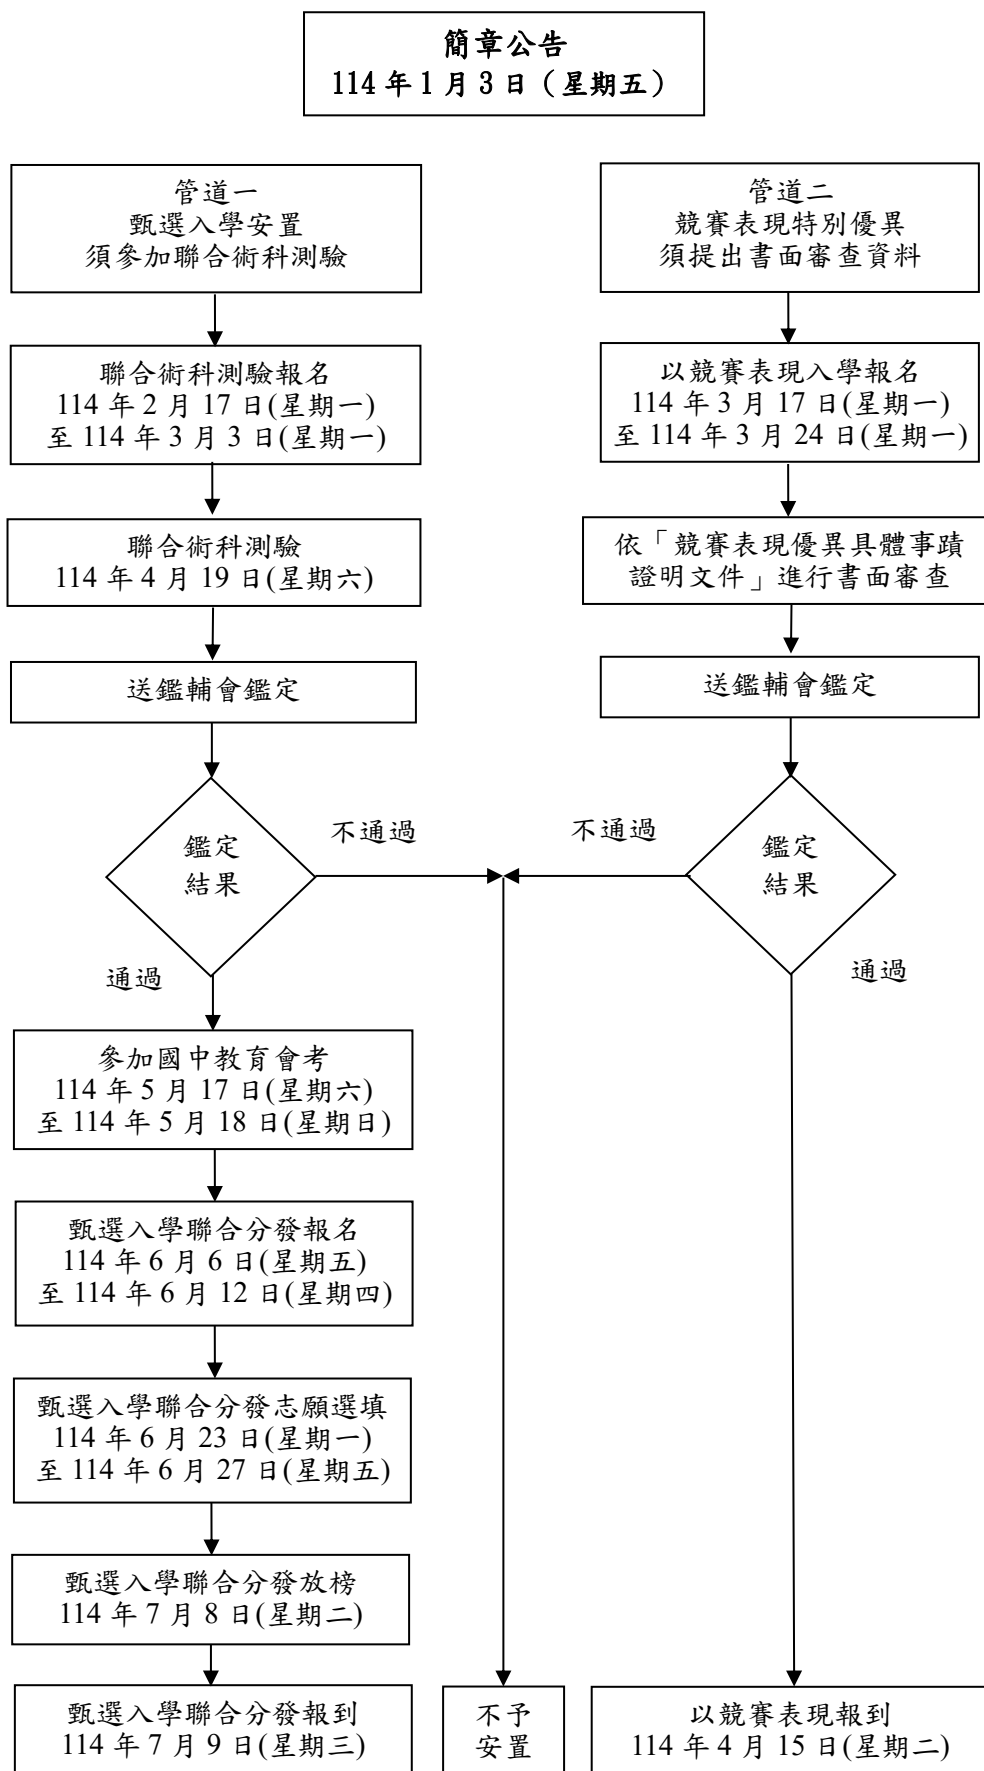 簡章公告
114 年 1 月 3 日（星期五）
管道一
甄選入學安置
須參加聯合術科測驗
聯合術科測驗報名
114 年 2 月 17 日(星期一)
至 114 年 3 月 3 日(星期一)
聯合術科測驗
114 年 4 月 19 日(星期六)
送鑑輔會鑑定
鑑定
結果
不通過
通過
參加國中教育會考
114 年 5 月 17 日(星期六)
至 114 年 5 月 18 日(星期日)
甄選入學聯合分發報名
114 年 6 月 6 日(星期五)
至 114 年 6 月 12 日(星期四)
甄選入學聯合分發志願選填
114 年 6 月 23 日(星期一)
至 114 年 6 月 27 日(星期五)
甄選入學聯合分發放榜
114 年 7 月 8 日(星期二)
甄選入學聯合分發報到
114 年 7 月 9 日(星期三)
管道二
競賽表現特別優異
須提出書面審查資料
以競賽表現入學報名
114 年 3 月 17 日(星期一)
至 114 年 3 月 24 日(星期一)
依「競賽表現優異具體事蹟
證明文件」進行書面審查
送鑑輔會鑑定
鑑定
結果
不通過
通過
不予
安置
以競賽表現報到
114 年 4 月 15 日(星期二)